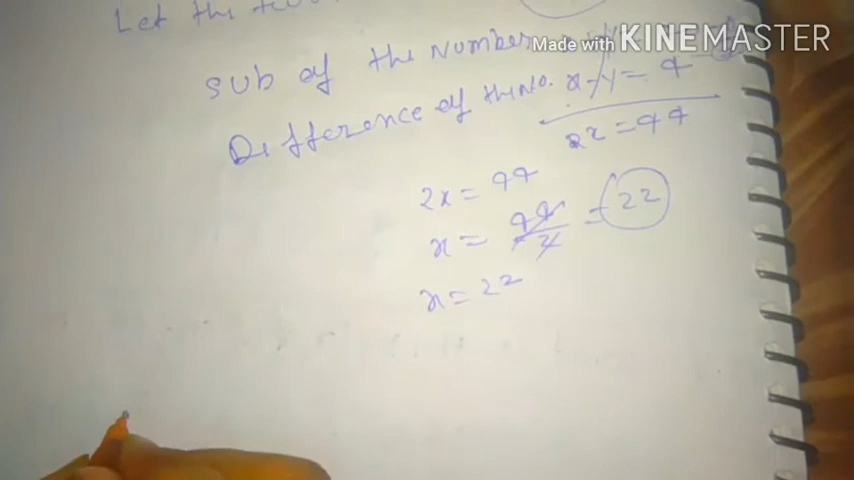 Let the two
Sub of the Number x+y
Made with KINEMASTER
Difference of the No. x-y = 4
2x = 44
2x = 44
x = 44/2 = 22
x = 22